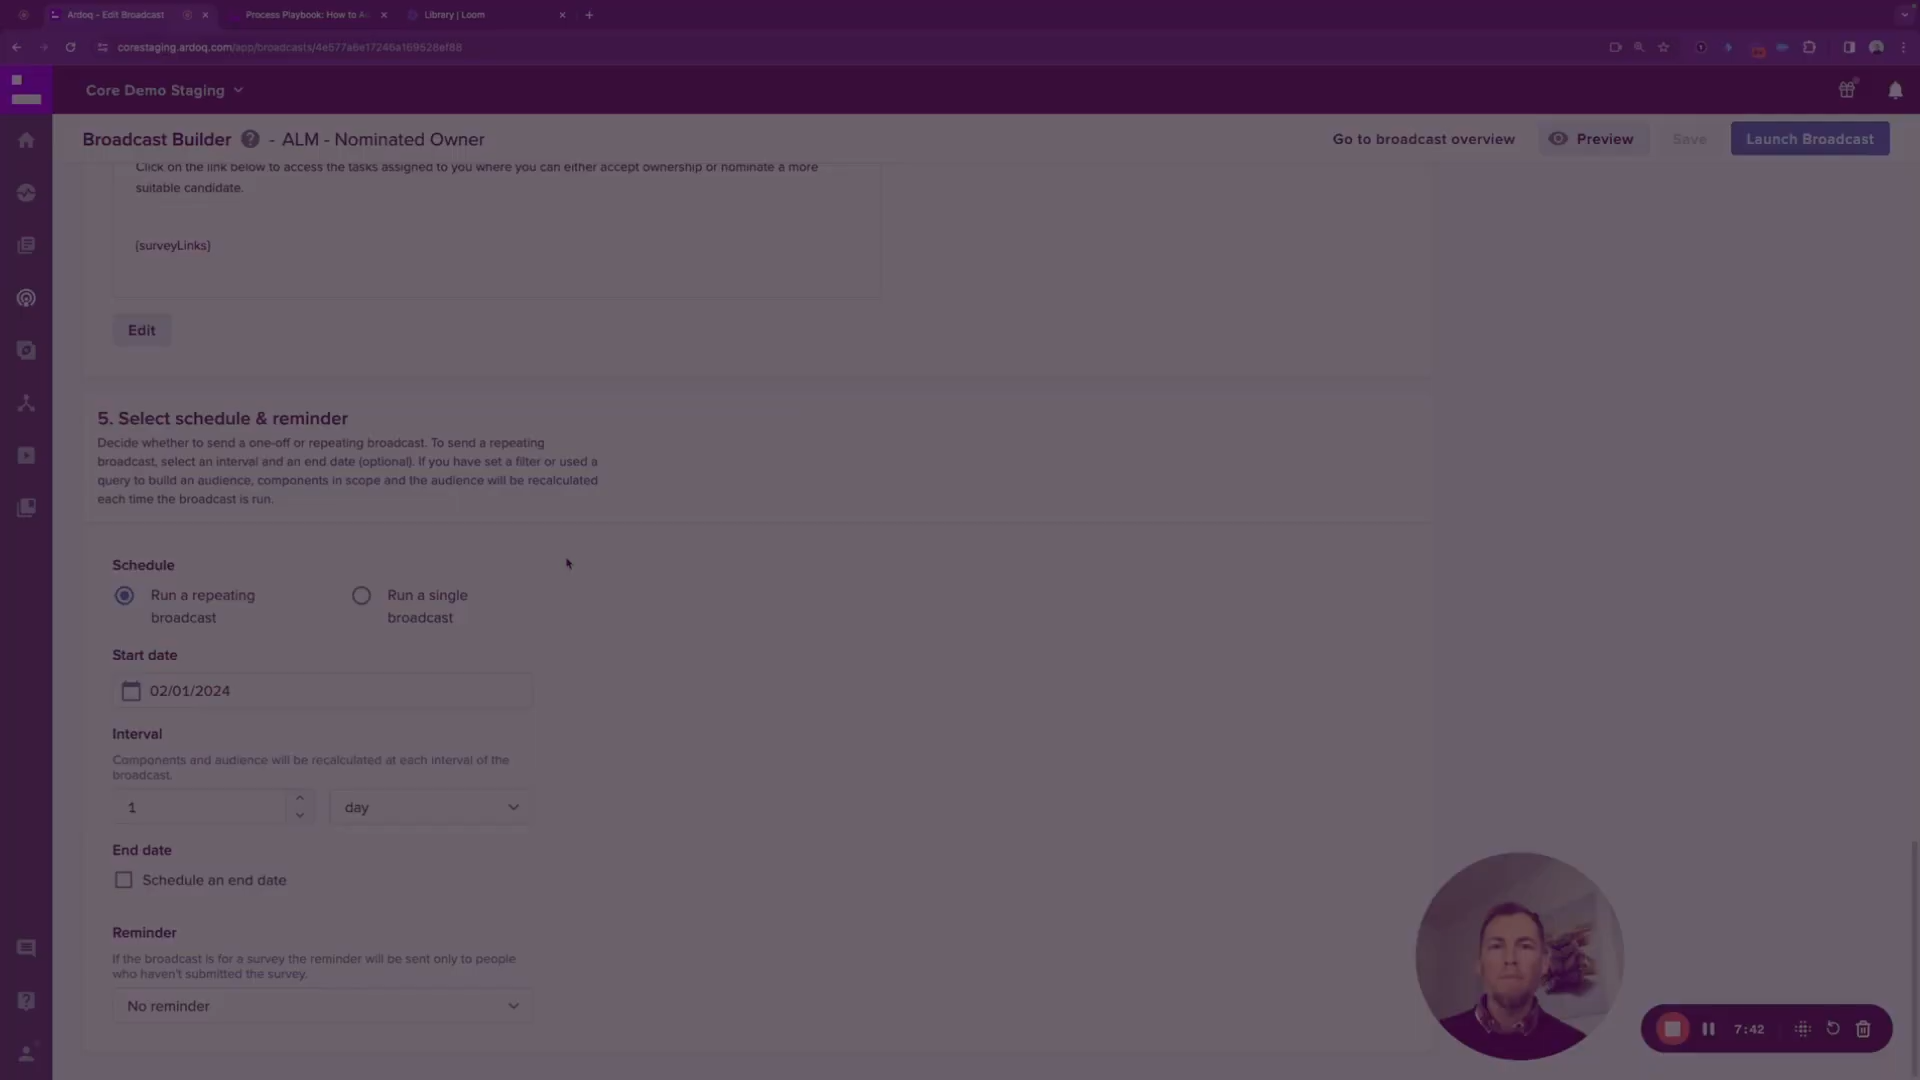 Ardoq - Edit Broadcast
Process Playbook: How to Ac
Library | Loom
corestaging.ardoq.com/app/broadcasts/4e577a6e17246a169528ef88
Core Demo Staging
Broadcast Builder ? - ALM - Nominated Owner
Go to broadcast overview
Preview
Save
Launch Broadcast
Click on the link below to access the tasks assigned to you where you can either accept ownership or nominate a more
suitable candidate.
{surveyLinks}
Edit
5. Select schedule & reminder
Decide whether to send a one-off or repeating broadcast. To send a repeating
broadcast, select an interval and an end date (optional). If you have set a filter or used a
query to build an audience, components in scope and the audience will be recalculated
each time the broadcast is run.
Schedule
Run a repeating
broadcast
Run a single
broadcast
Start date
02/01/2024
Interval
Components and audience will be recalculated at each interval of the
broadcast.
1
day
End date
Schedule an end date
Reminder
If the broadcast is for a survey the reminder will be sent only to people
who haven't submitted the survey.
No reminder
7:42